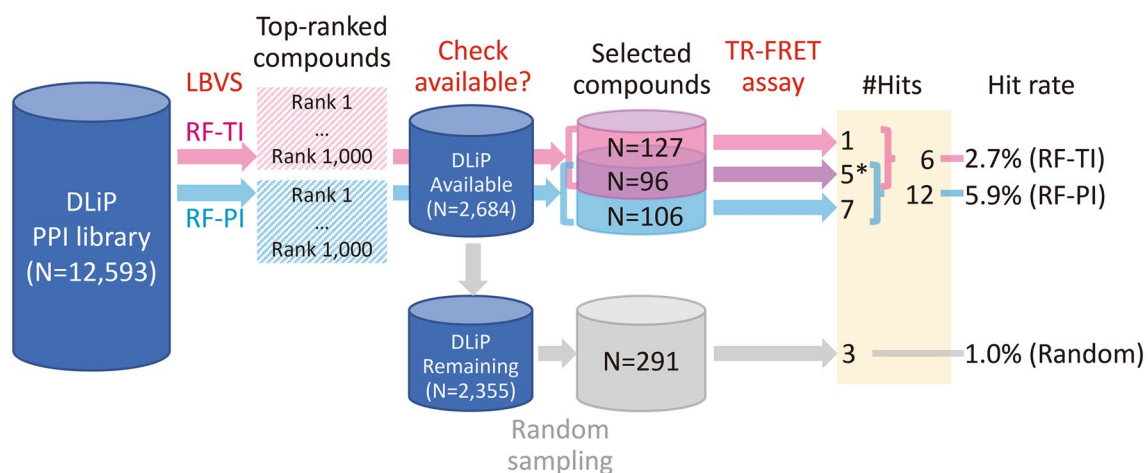 Top-ranked
compounds
Check
available?
Selected
compounds
TR-FRET
assay
#Hits
Hit rate
LBVS
RF-TI
RF-PI
DLiP
PPI library
(N=12,593)
Rank 1
...
Rank 1,000
Rank 1
...
Rank 1,000
DLiP
Available
(N=2,684)
N=127
N=96
N=106
1
5*
7
6
12
2.7% (RF-TI)
5.9% (RF-PI)
DLiP
Remaining
(N=2,355)
N=291
3
1.0% (Random)
Random
sampling